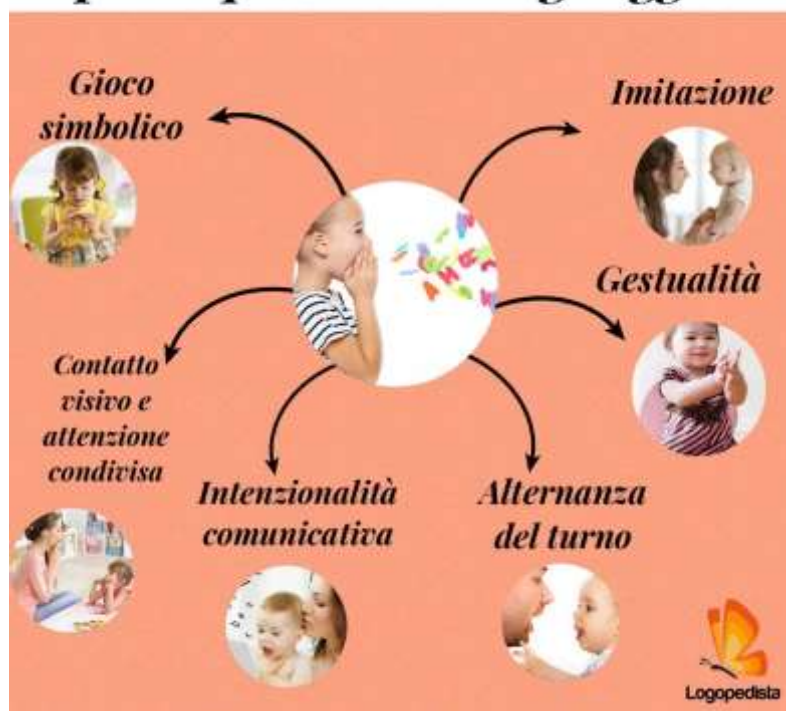 Gioco
simbolico
Imitazione
Gestualità
Contatto
visivo e
attenzione
condivisa
Intenzionalità
comunicativa
Alternanza
del turno
Logopedista